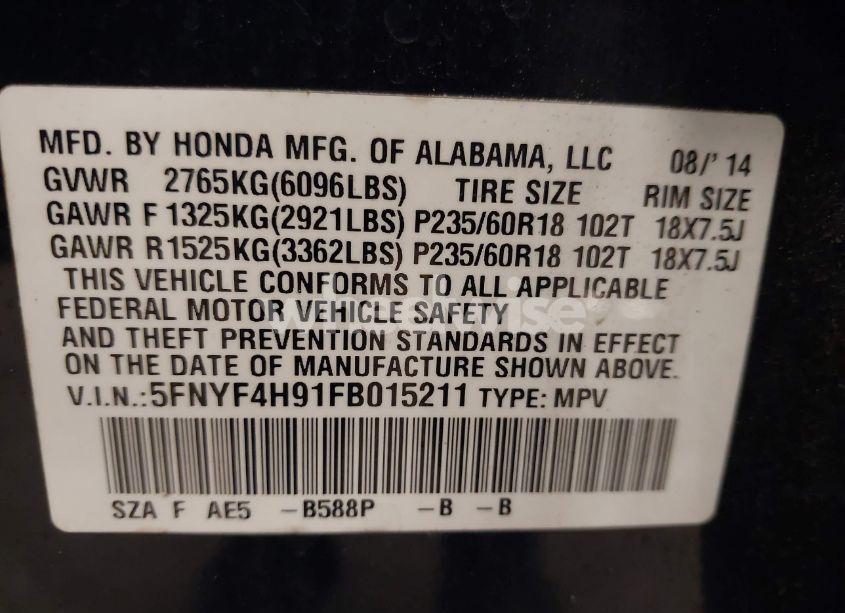 MFD. BY HONDA MFG. OF ALABAMA, LLC 08/' 14
GVWR 2765KG(6096LBS) TIRE SIZE RIM SIZE
GAWR F 1325KG(2921LBS) P235/60R18 102T 18X7.5J
GAWR R1525KG(3362LBS) P235/60R18 102T 18X7.5J
THIS VEHICLE CONFORMS TO ALL APPLICABLE
FEDERAL MOTOR VEHICLE SAFETY
AND THEFT PREVENTION STANDARDS IN EFFECT
ON THE DATE OF MANUFACTURE SHOWN ABOVE.
V.I.N.:5FNYF4H91FB015211 TYPE: MPV
SZA F AE5 -B588P -B -B